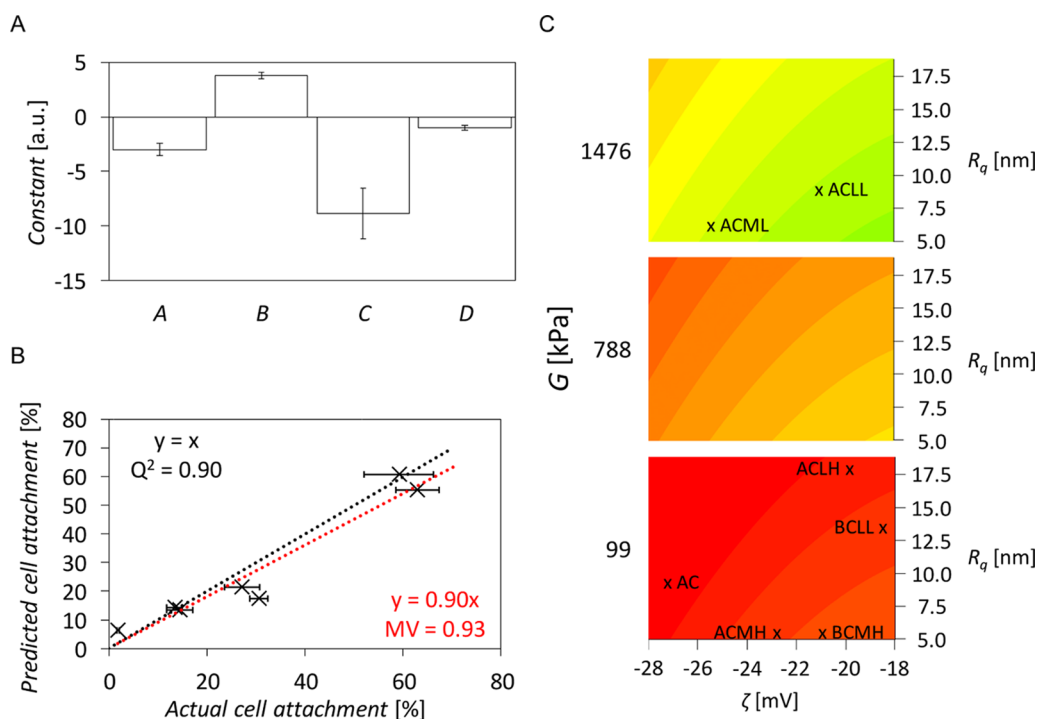 A
5
0
-5
-10
-15
Constant [a.u.]
A B C D
B
80
70
60
50
40
30
20
10
0
Predicted cell attachment [%]
y = x
Q² = 0.90
y = 0.90x
MV = 0.93
0 20 40 60 80
Actual cell attachment [%]
C
G [kPa]
1476
x ACLL
x ACML
17.5
15.0
12.5
10.0
7.5
5.0
Rq [nm]
788
17.5
15.0
12.5
10.0
7.5
5.0
Rq [nm]
99
ACLH x
BCLL x
x AC
ACMH x
x BCMH
17.5
15.0
12.5
10.0
7.5
5.0
Rq [nm]
-28 -26 -24 -22 -20 -18
ζ [mV]